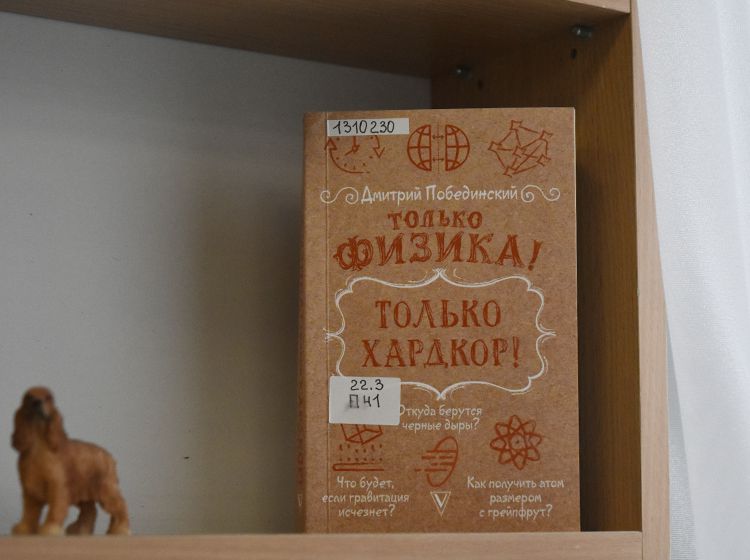 1310230
Дмитрий Побединский
ТОЛЬКО
ФИЗИКА!
ТОЛЬКО
ХАРДКОР!
22.3
П41
Откуда берутся
черные дыры?
Что будет,
если гравитация
исчезнет?
Как получить атом
размером
с грейпфрут?